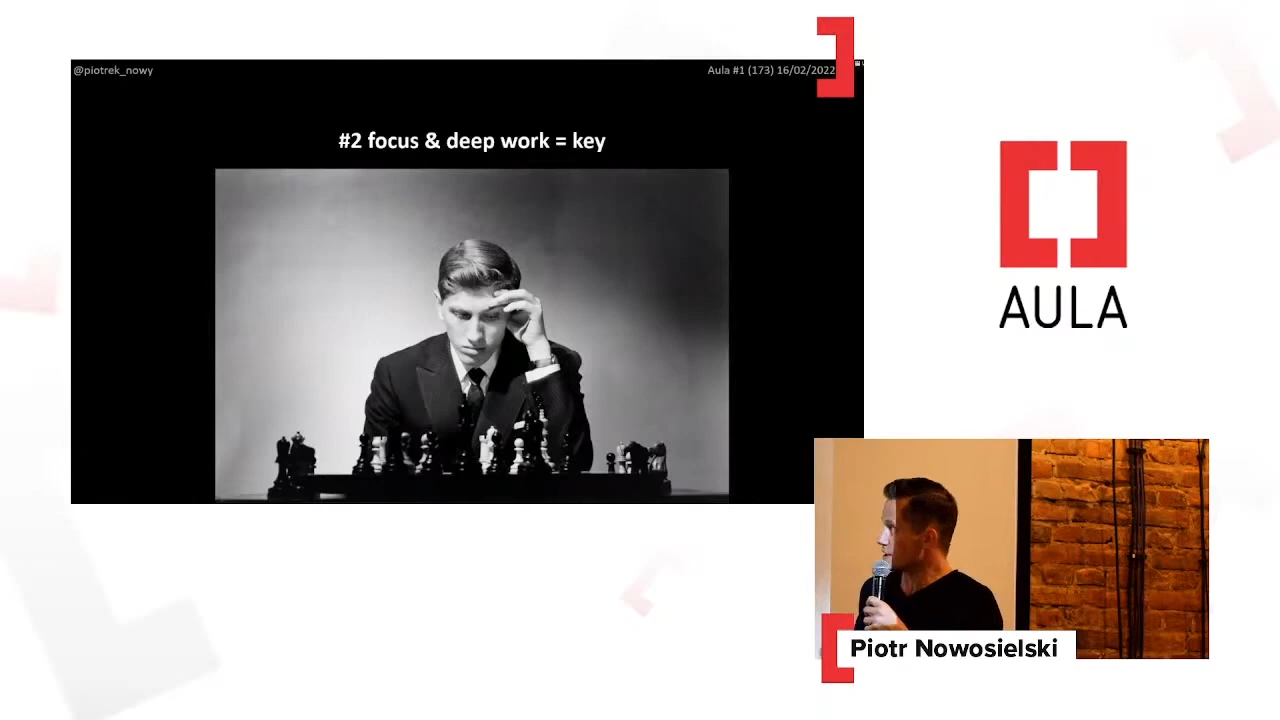 @piotrek_nowy
Aula #1 (173) 16/02/2022
#2 focus & deep work = key
AULA
Piotr Nowosielski